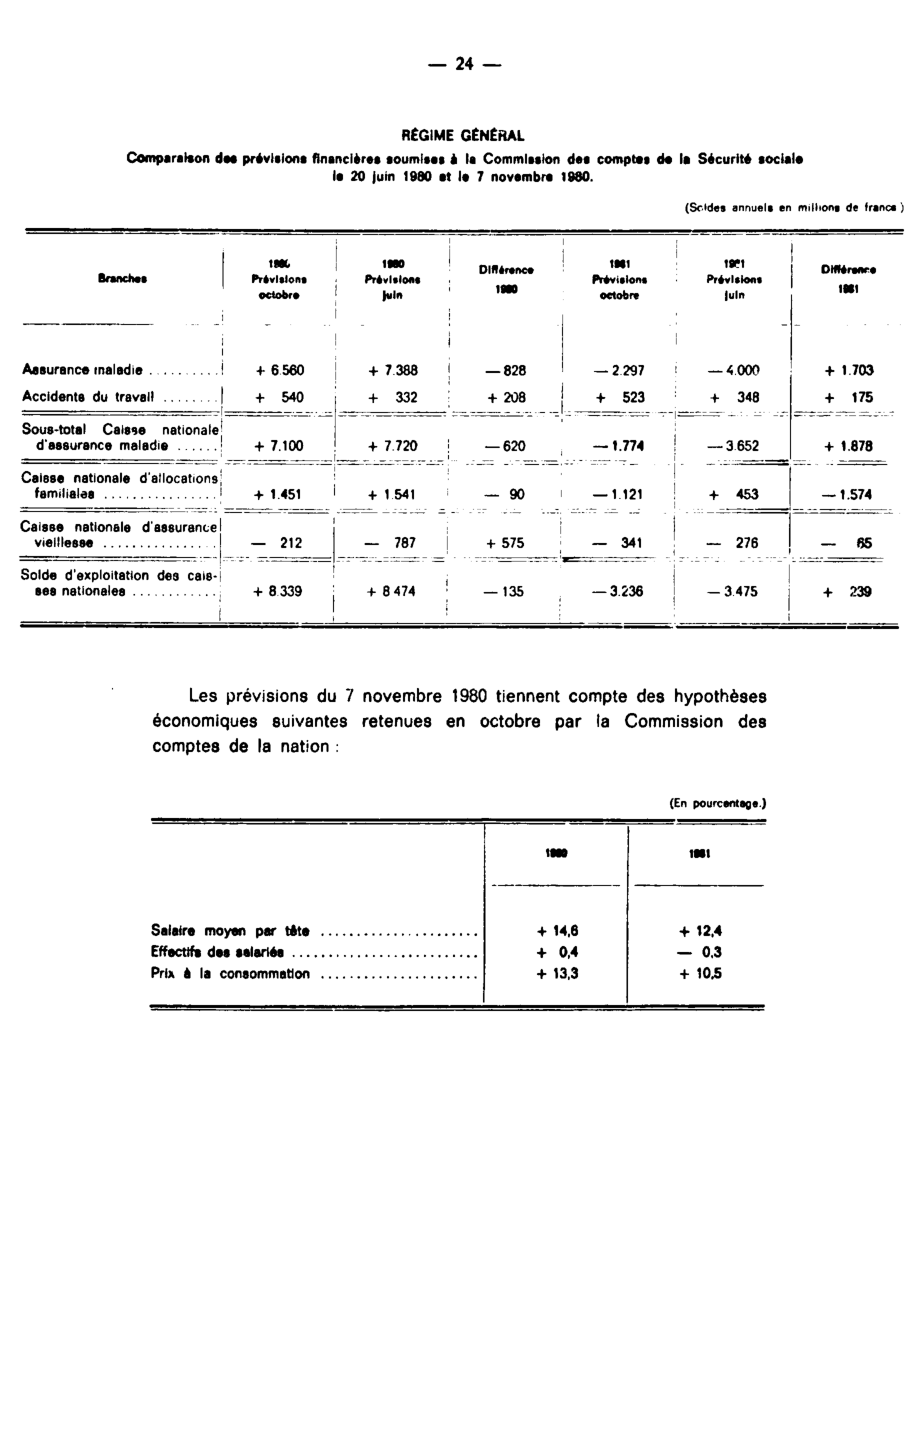 — 24 —
RÉGIME GÉNÉRAL
Comparaison des prévisions financières soumises à la Commission des comptes de la Sécurité sociale
le 20 juin 1980 et le 7 novembre 1980.
(Soldes annuels en millions de francs)
Branches 1980 Prévisions octobre 1980 Prévisions juin Différence 1980 1981 Prévisions octobre 1981 Prévisions juin Différence 1981
Assurance maladie .......... + 6.560 + 7.388 — 828 — 2.297 — 4.000 + 1.703
Accidents du travail ........ + 540 + 332 + 208 + 523 + 348 + 175
Sous-total Caisse nationale
d'assurance maladie ...... + 7.100 + 7.720 — 620 — 1.774 — 3.652 + 1.878
Caisse nationale d'allocations
familiales ................ + 1.451 + 1.541 — 90 — 1.121 + 453 — 1.574
Caisse nationale d'assurance
vieillesse ................ — 212 — 787 + 575 — 341 — 276 — 65
Solde d'exploitation des cais-
ses nationales ............ + 8.339 + 8 474 — 135 — 3.236 — 3.475 + 239
Les prévisions du 7 novembre 1980 tiennent compte des hypothèses
économiques suivantes retenues en octobre par la Commission des
comptes de la nation :
(En pourcentage.)
1980 1981
Salaire moyen par tête ...................... + 14,6 + 12,4
Effectifs des salariés .......................... + 0,4 — 0,3
Prix à la consommation ...................... + 13,3 + 10,5